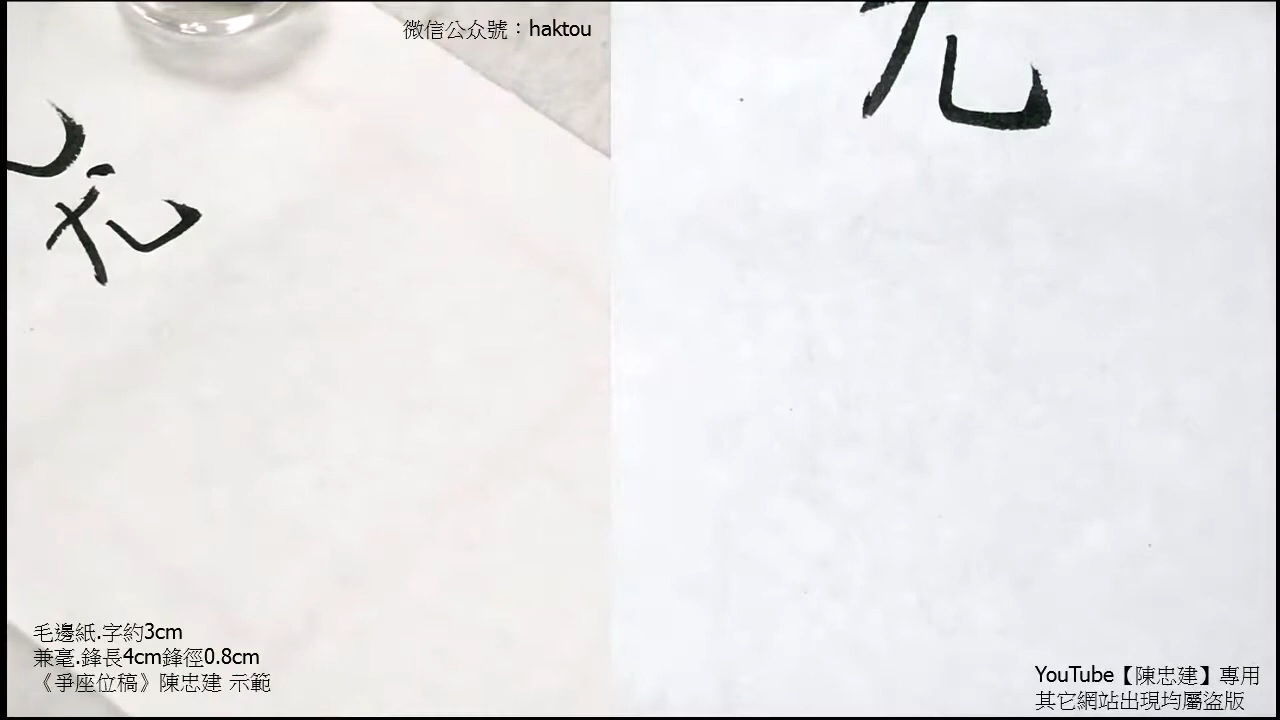 微信公众號：haktou
毛邊紙.字約3cm
兼毫.鋒長4cm鋒徑0.8cm
《爭座位稿》陳忠建 示範
YouTube【陳忠建】專用
其它網站出現均屬盜版